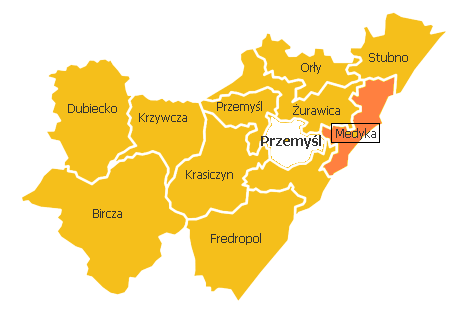 Stubno
Orły
Dubiecko
Przemyśl
Żurawica
Krzywcza
Medyka
Przemyśl
Krasiczyn
Bircza
Fredropol